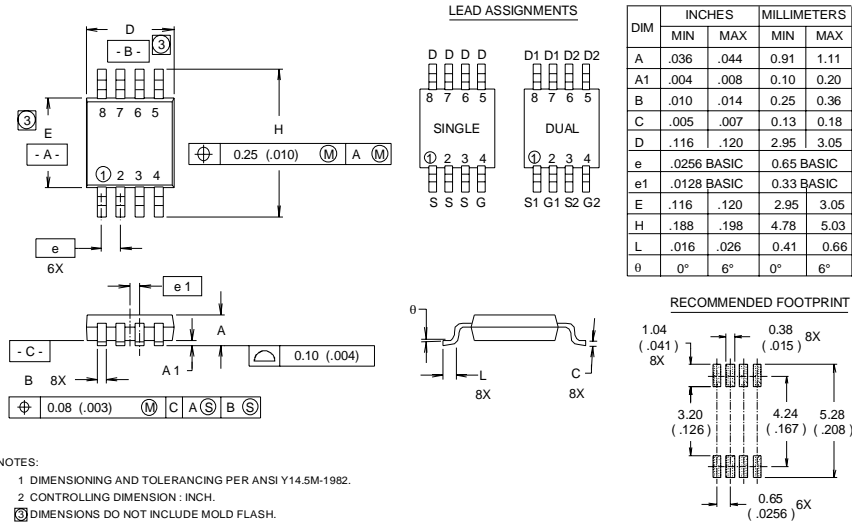 LEAD ASSIGNMENTS
D
- B -
3
8 7 6 5
3
E
- A -
H
0.25 (.010) M A M
1 2 3 4
e
6X
D D D D
8 7 6 5
SINGLE
1 2 3 4
S S S G
D1 D1 D2 D2
8 7 6 5
DUAL
1 2 3 4
S1 G1 S2 G2
DIM INCHES MILLIMETERS
MIN MAX MIN MAX
A .036 .044 0.91 1.11
A1 .004 .008 0.10 0.20
B .010 .014 0.25 0.36
C .005 .007 0.13 0.18
D .116 .120 2.95 3.05
e .0256 BASIC 0.65 BASIC
e1 .0128 BASIC 0.33 BASIC
E .116 .120 2.95 3.05
H .188 .198 4.78 5.03
L .016 .026 0.41 0.66
θ 0° 6° 0° 6°
e 1
A
- C -
A 1
0.10 (.004)
B 8X
0.08 (.003) M C A S B S
θ
L
8X
C
8X
RECOMMENDED FOOTPRINT
1.04
( .041 )
8X
0.38
( .015 )
8X
3.20
( .126 )
4.24
( .167 )
5.28
( .208 )
0.65
( .0256 )
6X
NOTES:
1 DIMENSIONING AND TOLERANCING PER ANSI Y14.5M-1982.
2 CONTROLLING DIMENSION : INCH.
3 DIMENSIONS DO NOT INCLUDE MOLD FLASH.